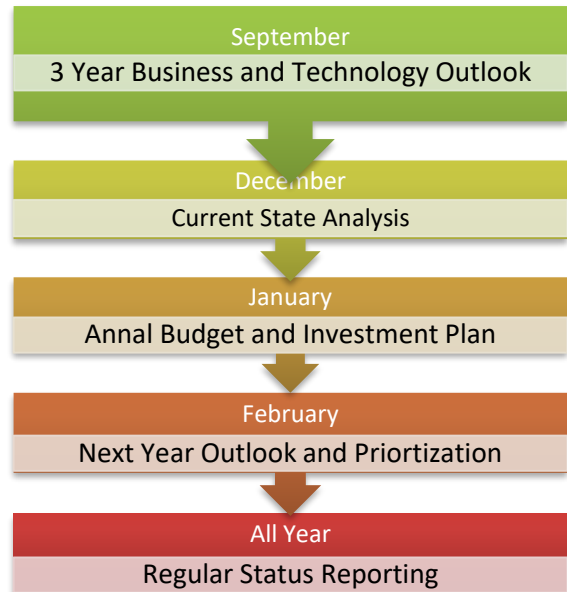 September
3 Year Business and Technology Outlook
December
Current State Analysis
January
Annal Budget and Investment Plan
February
Next Year Outlook and Priortization
All Year
Regular Status Reporting